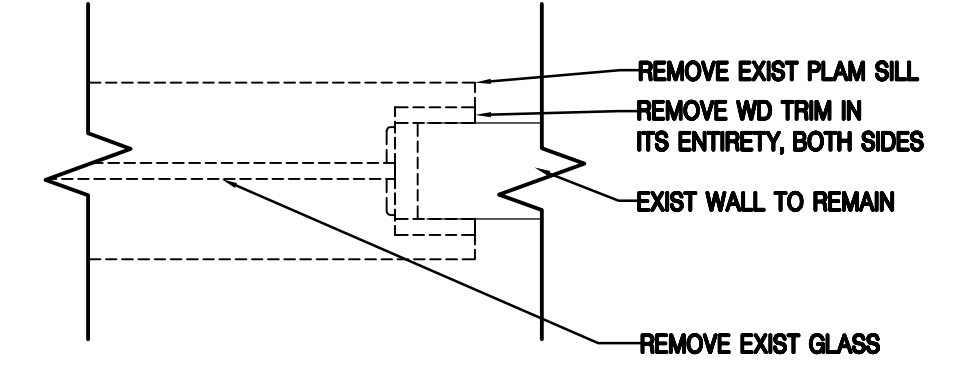 REMOVE EXIST PLAM SILL
REMOVE WD TRIM IN
ITS ENTIRETY, BOTH SIDES
EXIST WALL TO REMAIN
REMOVE EXIST GLASS